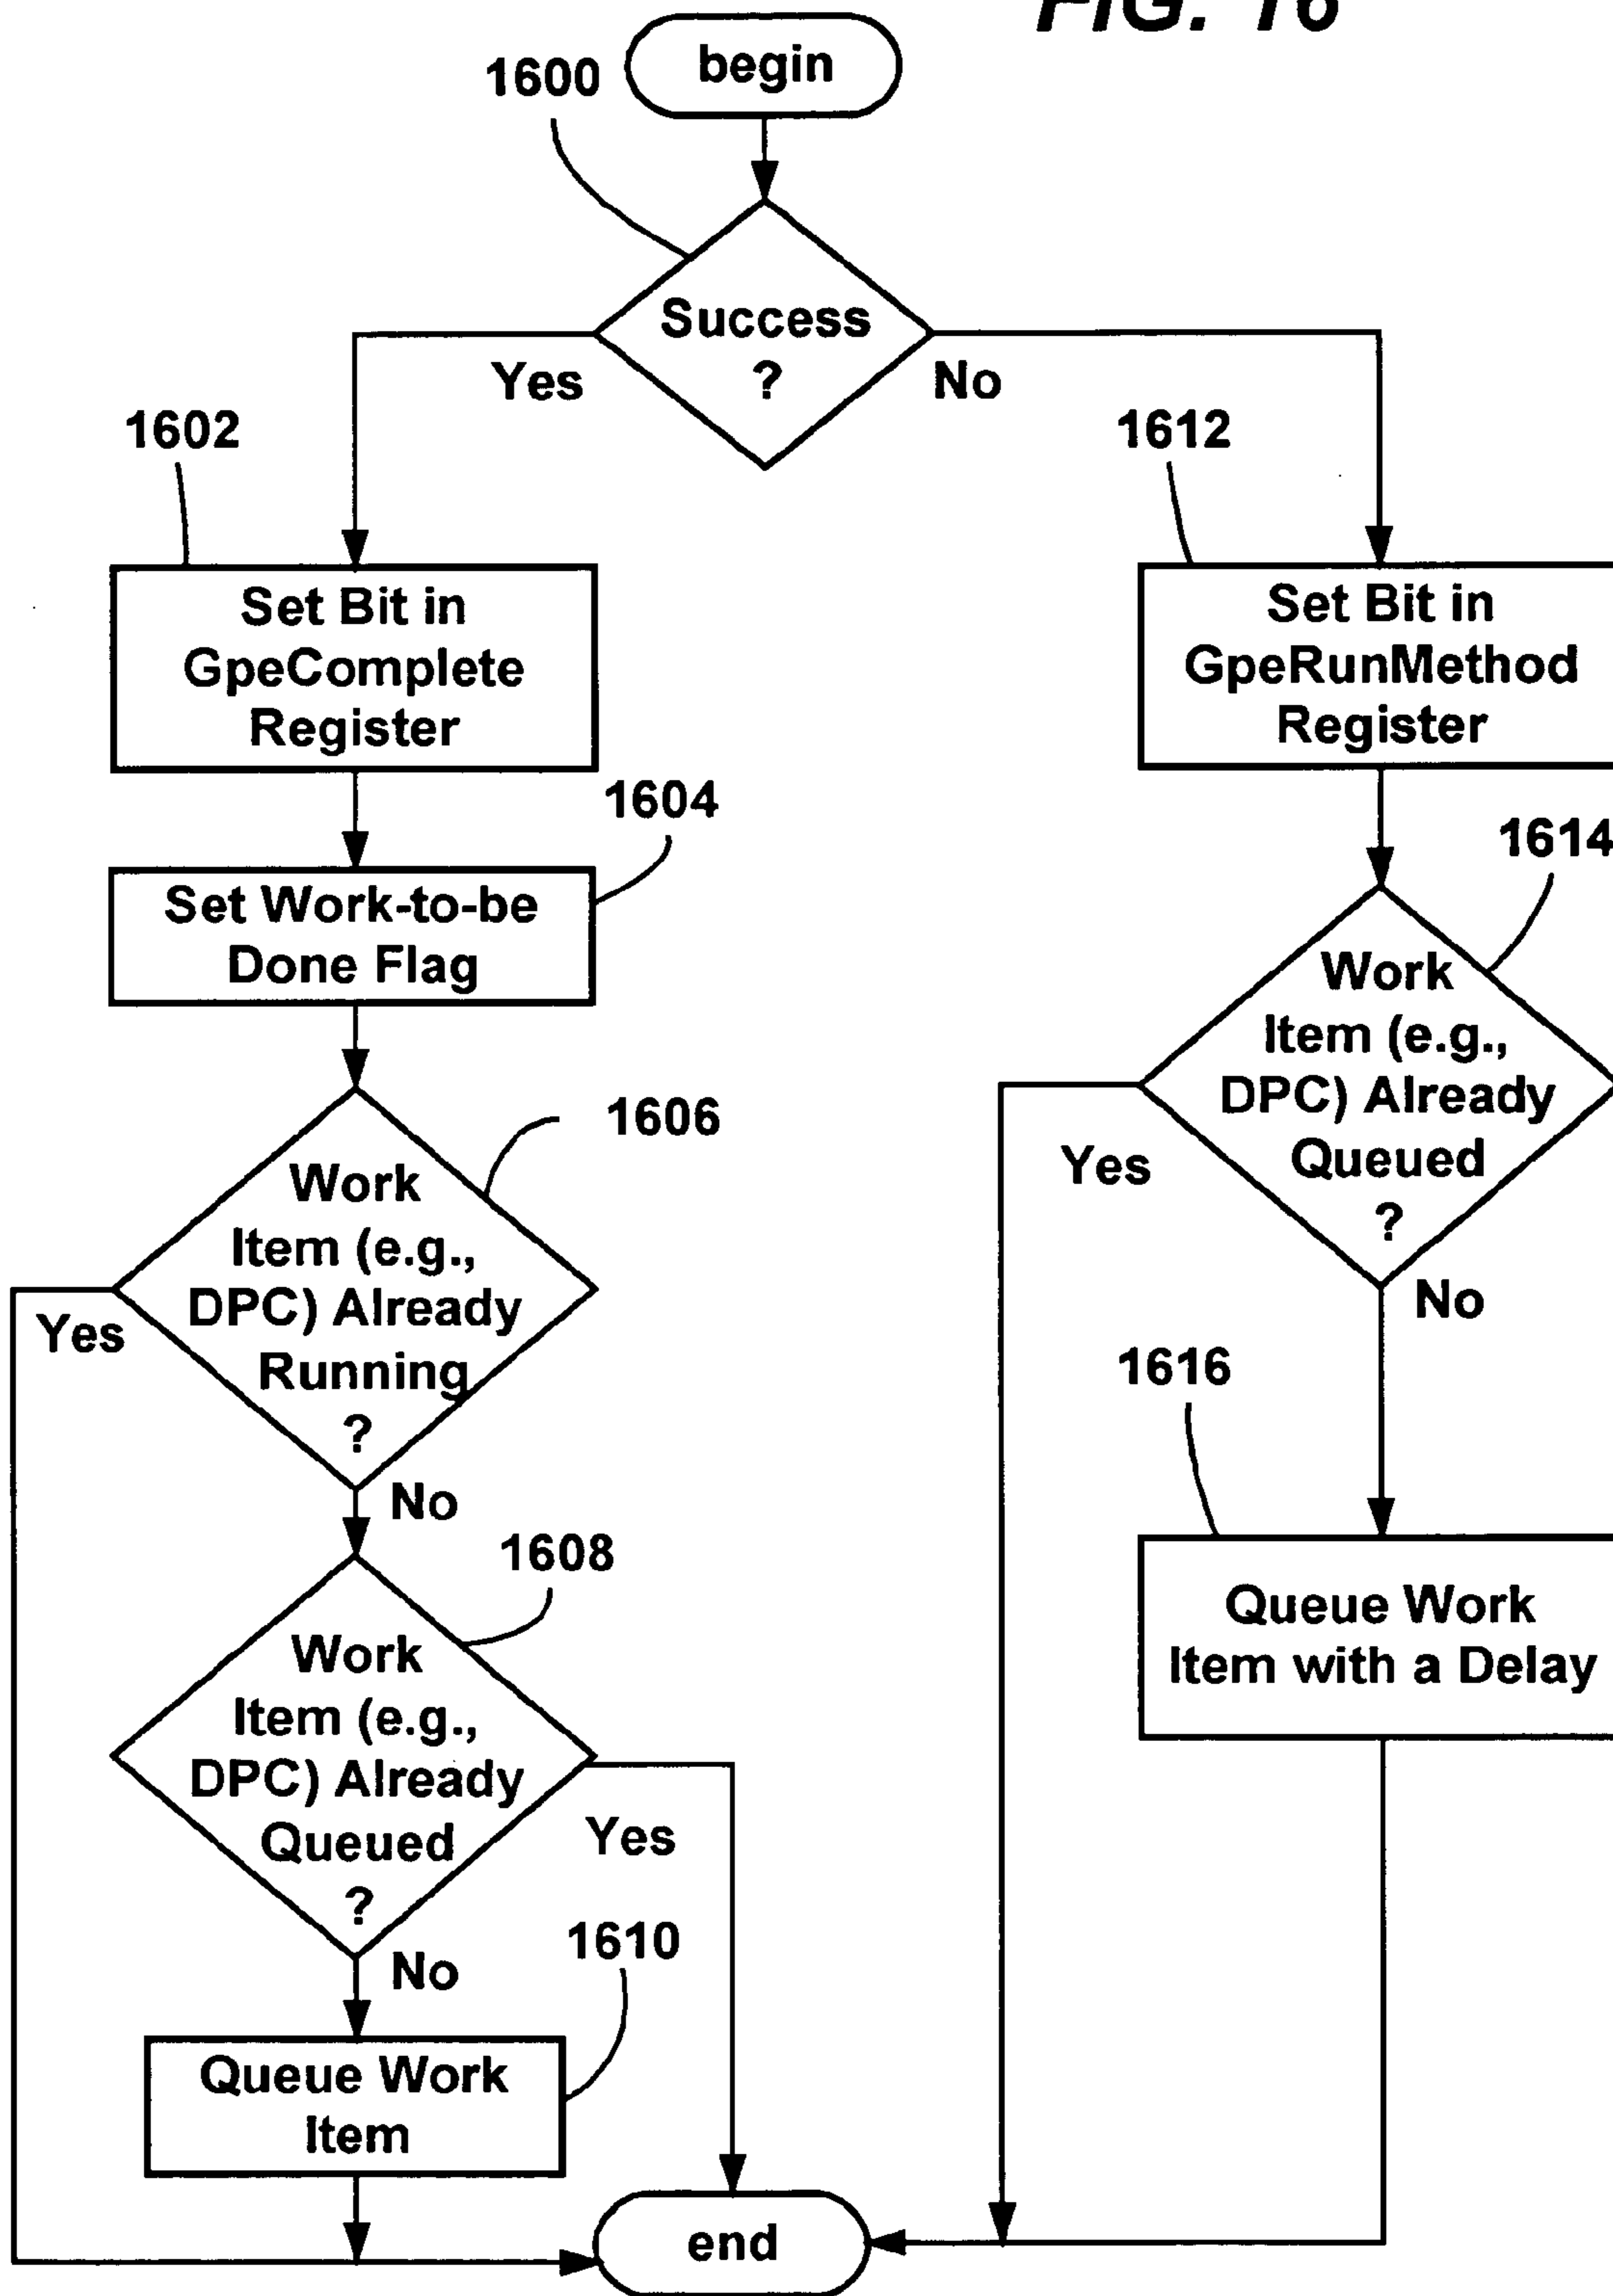 FIG. 16
begin
1600
Success
?
Yes
No
1602
1612
Set Bit in
GpeComplete
Register
Set Bit in
GpeRunMethod
Register
1604
1614
Set Work-to-be
Done Flag
Work
Item (e.g.,
DPC) Already
Queued
?
Yes
No
1606
Work
Item (e.g.,
DPC) Already
Running
?
Yes
No
1616
Queue Work
Item with a Delay
1608
Work
Item (e.g.,
DPC) Already
Queued
?
Yes
No
1610
Queue Work
Item
end